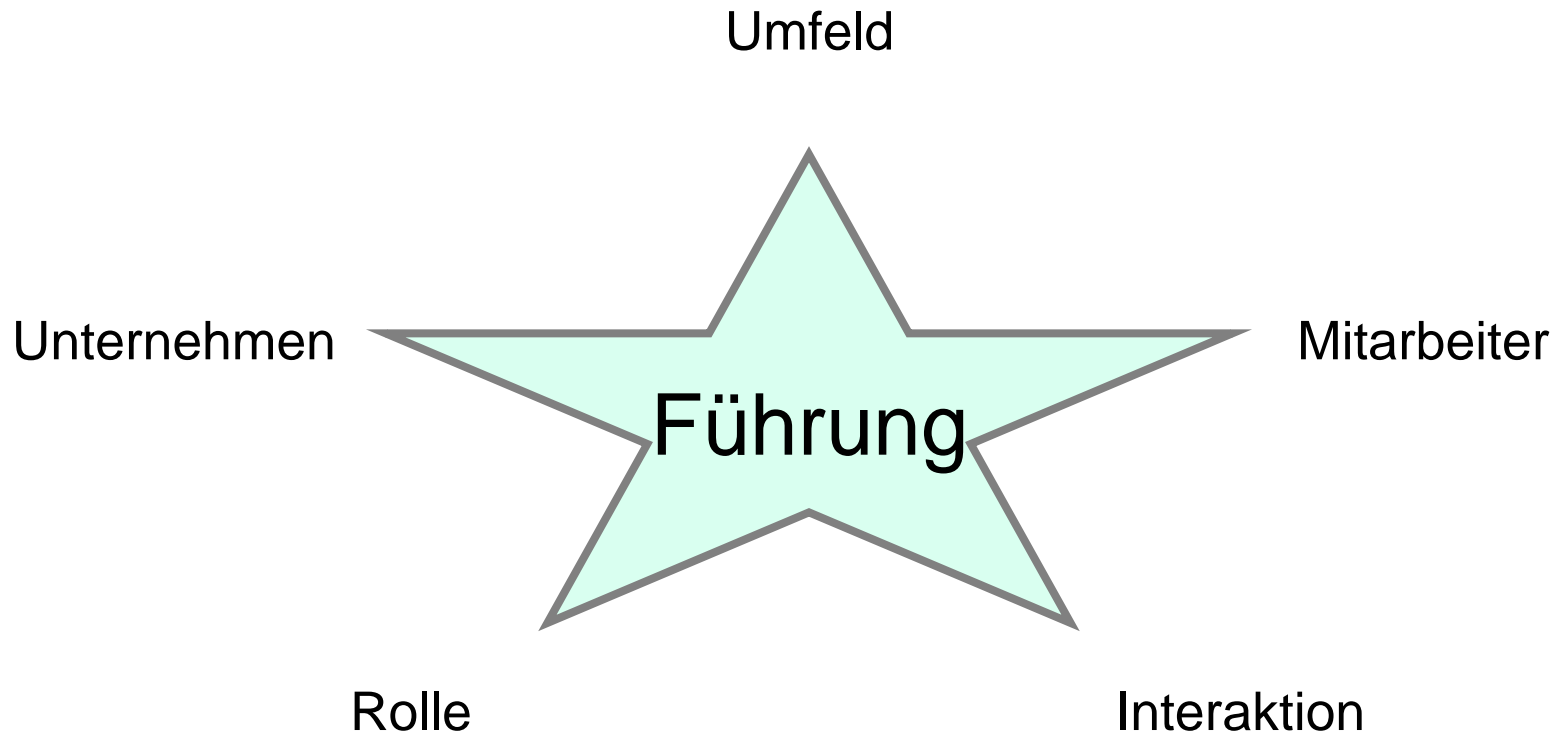 Umfeld
Unternehmen
Mitarbeiter
Führung
Rolle
Interaktion